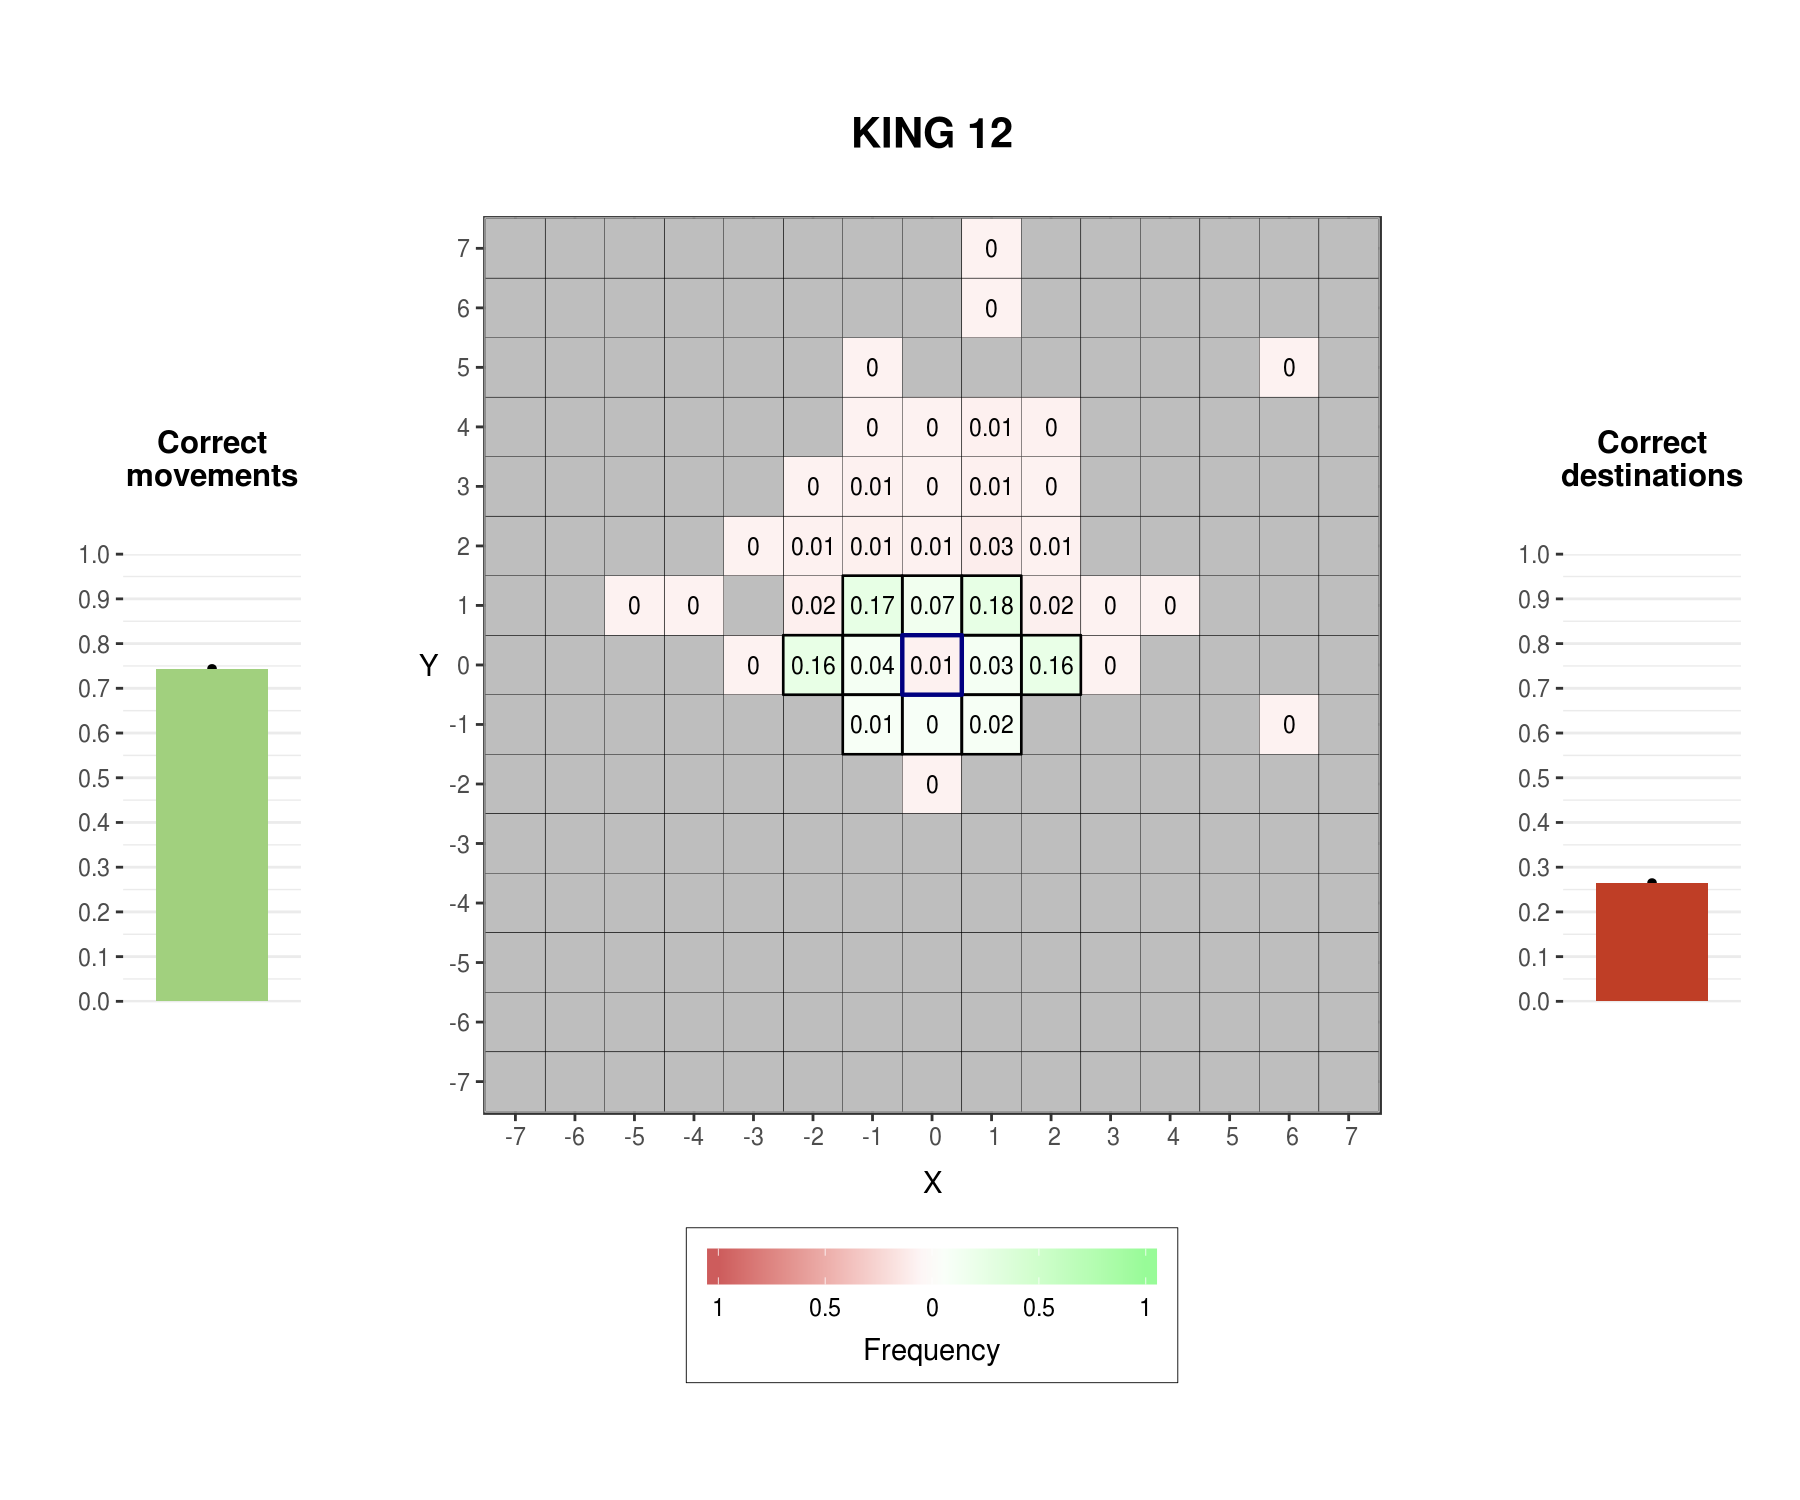 KING 12
Correct
movements
1.0
0.9
0.8
0.7
0.6
0.5
0.4
0.3
0.2
0.1
0.0
Y
7 0
6 0
5 0 0
4 0 0 0.01 0
3 0 0.01 0 0.01 0
2 0 0.01 0.01 0.01 0.03 0.01
1 0 0 0.02 0.17 0.07 0.18 0.02 0 0
0 0 0.16 0.04 0.01 0.03 0.16 0
-1 0.01 0 0.02 0
-2 0
-3
-4
-5
-6
-7
-7 -6 -5 -4 -3 -2 -1 0 1 2 3 4 5 6 7
X
1 0.5 0 0.5 1
Frequency
Correct
destinations
1.0
0.9
0.8
0.7
0.6
0.5
0.4
0.3
0.2
0.1
0.0